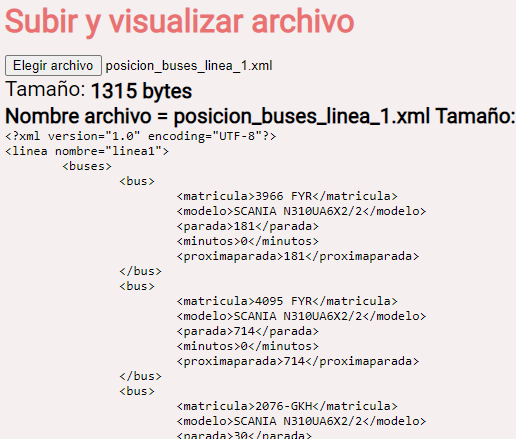 Subir y visualizar archivo
Elegir archivo posicion_buses_linea_1.xml
Tamaño: 1315 bytes
Nombre archivo = posicion_buses_linea_1.xml Tamaño:
<?xml version="1.0" encoding="UTF-8"?>
<linea nombre="linea1">
<buses>
<bus>
<matricula>3966 FYR</matricula>
<modelo>SCANIA N310UA6X2/2</modelo>
<parada>181</parada>
<minutos>0</minutos>
<proximaparada>181</proximaparada>
</bus>
<bus>
<matricula>4095 FYR</matricula>
<modelo>SCANIA N310UA6X2/2</modelo>
<parada>714</parada>
<minutos>0</minutos>
<proximaparada>714</proximaparada>
</bus>
<bus>
<matricula>2076-GKH</matricula>
<modelo>SCANIA N310UA6X2/2</modelo>
<parada>30</parada>